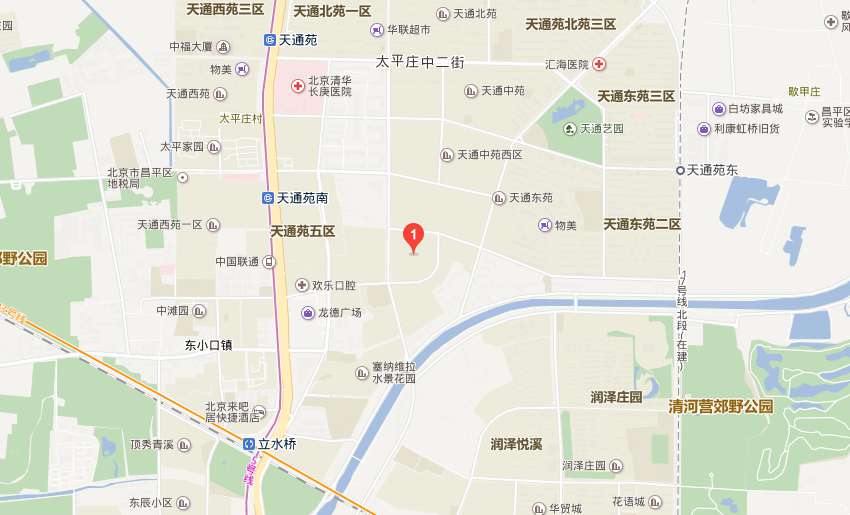 天通西苑三区
天通北苑一区
天通北苑
天通苑北苑三区
华联超市
天通苑
中福大厦
物美
太平庄中二街
汇海医院
北京清华
长庚医院
天通西苑
天通中苑
天通东苑三区
歇甲庄
白坊家具城
利康虹桥旧货
昌平区
实验学
太平庄村
天通艺园
太平家园
天通中苑西区
北京市昌平区
地税局
天通苑东
天通苑南
天通东苑
天通西苑一区
天通苑五区
1
物美
天通东苑二区
郊野公园
中国联通
欢乐口腔
17号线北段(在建)
中滩园
龙德广场
号线
东小口镇
塞纳维拉
水景花园
润泽庄园
清河营郊野公园
北京来吧
居快捷酒店
立水桥
顶秀青溪
润泽悦溪
润泽庄园
东辰小区
华贸城
花语城